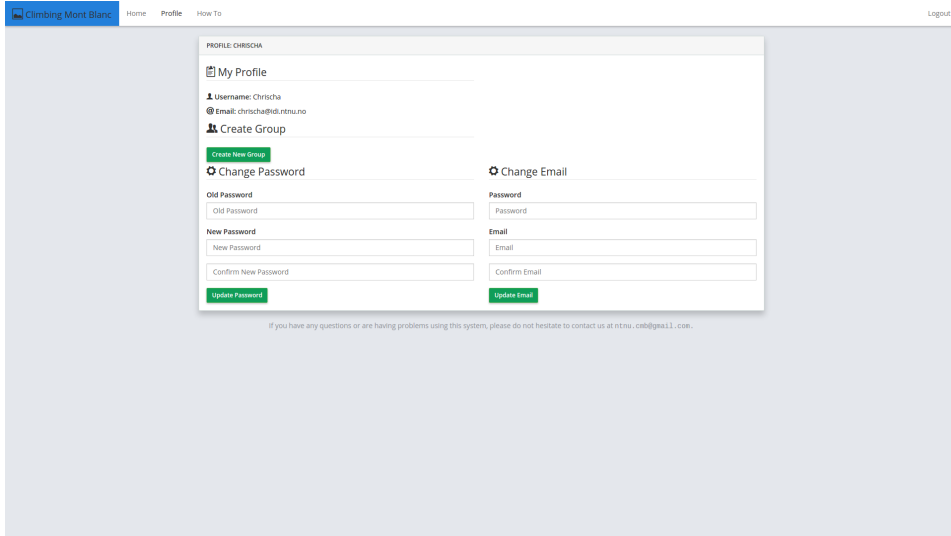 Climbing Mont Blanc Home Profile How To Logout
PROFILE: CHRISCHA
My Profile
Username: Chrischa
@ Email: chrischa@idi.ntnu.no
Create Group
Create New Group
Change Password
Old Password
Old Password
New Password
New Password
Confirm New Password
Update Password
Change Email
Password
Password
Email
Email
Confirm Email
Update Email
If you have any questions or are having problems using this system, please do not hesitate to contact us at ntnu.cmb@gmail.com.